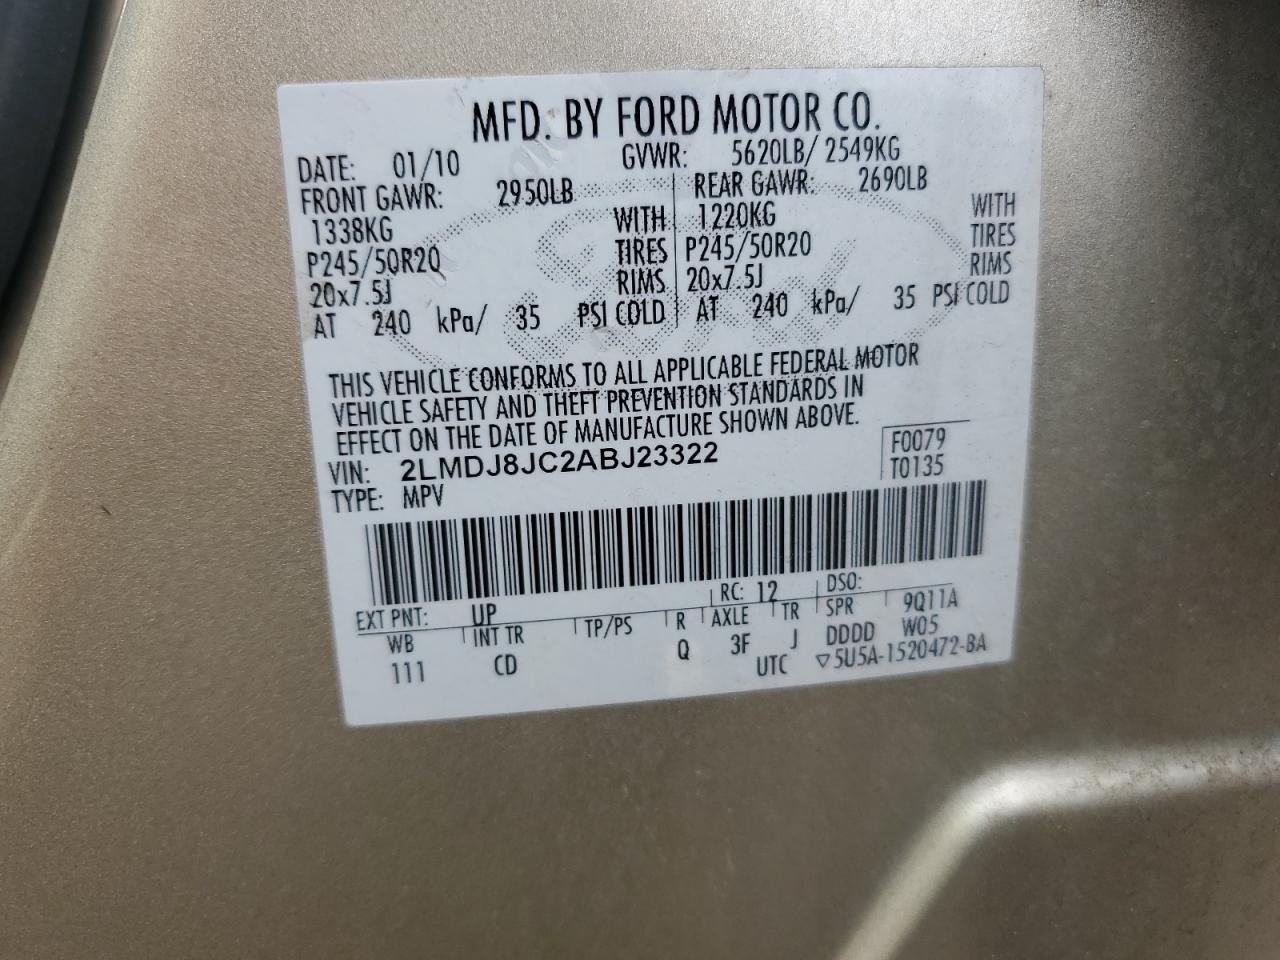 MFD. BY FORD MOTOR CO.
DATE: 01/10 GVWR: 5620LB/ 2549KG
FRONT GAWR: 2950LB REAR GAWR: 2690LB
1338KG WITH 1220KG WITH
P245/50R20 TIRES P245/50R20 TIRES
20x7.5J RIMS 20x7.5J RIMS
AT 240 kPa/ 35 PSI COLD AT 240 kPa/ 35 PSI COLD
THIS VEHICLE CONFORMS TO ALL APPLICABLE FEDERAL MOTOR
VEHICLE SAFETY AND THEFT PREVENTION STANDARDS IN
EFFECT ON THE DATE OF MANUFACTURE SHOWN ABOVE.
VIN: 2LMDJ8JC2ABJ23322 F0079
TYPE: MPV T0135
EXT PNT: UP RC: 12 DSO:
WB INT TR TP/PS R AXLE TR SPR 9Q11A
111 CD Q 3F J DDDD W05
UTC ▽5U5A-1520472-BA